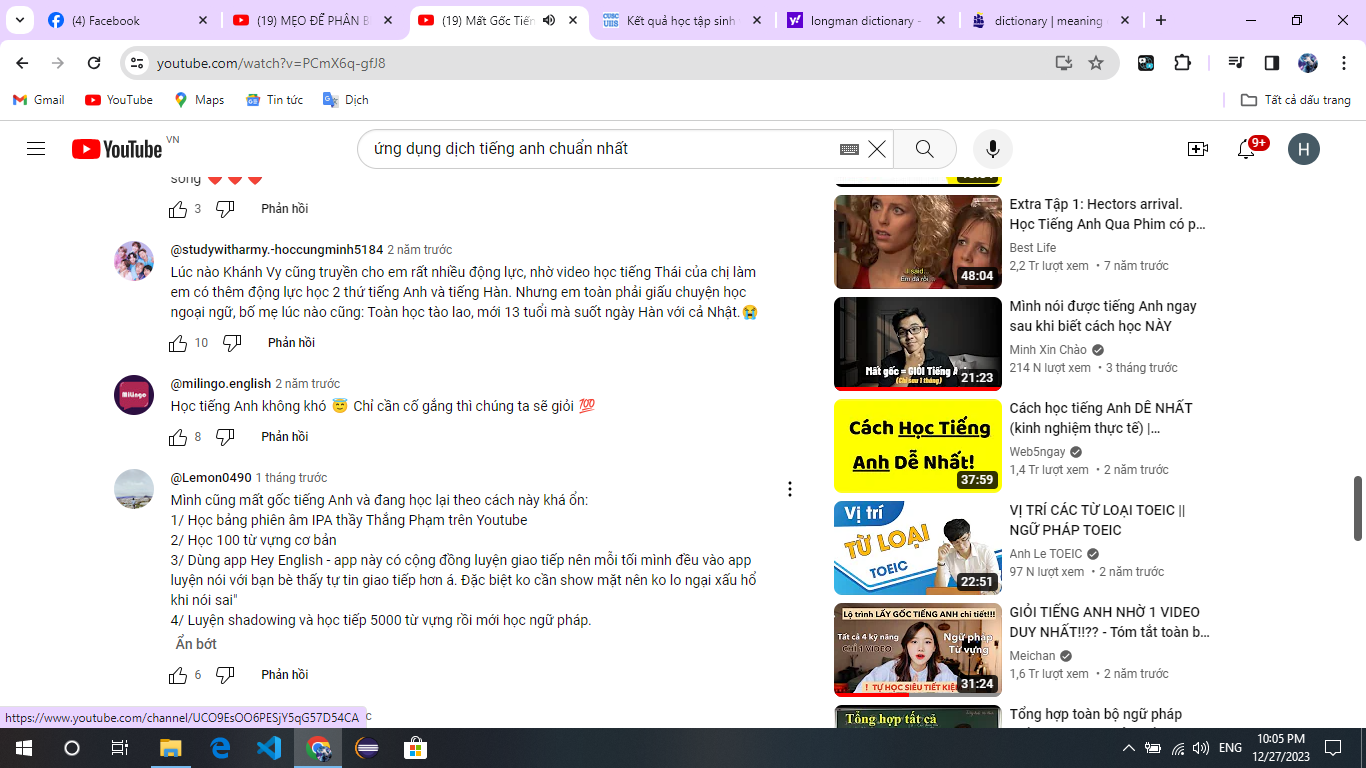 (4) Facebook
(19) MẸO ĐỂ PHÂN B
(19) Mất Gốc Tiến
Kết quả học tập sinh
longman dictionary -
dictionary | meaning
youtube.com/watch?v=PCmX6q-gfJ8
Gmail
YouTube
Maps
Tin tức
Dịch
Tất cả dấu trang
YouTube VN
ứng dụng dịch tiếng anh chuẩn nhất
9+
H
3 Phản hồi
@studywitharmy.-hoccungminh5184 2 năm trước
Lúc nào Khánh Vy cũng truyền cho em rất nhiều động lực, nhờ video học tiếng Thái của chị làm
em có thêm động lực học 2 thứ tiếng Anh và tiếng Hàn. Nhưng em toàn phải giấu chuyện học
ngoại ngữ, bố mẹ lúc nào cũng: Toàn học tào lao, mới 13 tuổi mà suốt ngày Hàn với cả Nhật.😭
10 Phản hồi
Milingo
@milingo.english 2 năm trước
Học tiếng Anh không khó 😇 Chỉ cần cố gắng thì chúng ta sẽ giỏi 💯
8 Phản hồi
@Lemon0490 1 tháng trước
Mình cũng mất gốc tiếng Anh và đang học lại theo cách này khá ổn:
1/ Học bảng phiên âm IPA thầy Thắng Phạm trên Youtube
2/ Học 100 từ vựng cơ bản
3/ Dùng app Hey English - app này có cộng đồng luyện giao tiếp nên mỗi tối mình đều vào app
luyện nói với bạn bè thấy tự tin giao tiếp hơn á. Đặc biệt ko cần show mặt nên ko lo ngại xấu hổ
khi nói sai"
4/ Luyện shadowing và học tiếp 5000 từ vựng rồi mới học ngữ pháp.
Ẩn bớt
6 Phản hồi
https://www.youtube.com/channel/UCO9EsOO6PESjY5qG57D54CA
I said...
Em đã rồi...
48:04
Extra Tập 1: Hectors arrival.
Học Tiếng Anh Qua Phim có p...
Best Life
2,2 Tr lượt xem • 7 năm trước
Mất gốc = GIỎI Tiếng A
(Chỉ sau 1 tháng)
21:23
Mình nói được tiếng Anh ngay
sau khi biết cách học NÀY
Minh Xin Chào
214 N lượt xem • 3 tháng trước
Cách Học Tiếng
Anh Dễ Nhất!
37:59
Cách học tiếng Anh DỄ NHẤT
(kinh nghiệm thực tế) |...
Web5ngay
1,4 Tr lượt xem • 2 năm trước
Vị trí
TỪ LOẠI
TOEIC
22:51
VỊ TRÍ CÁC TỪ LOẠI TOEIC ||
NGỮ PHÁP TOEIC
Anh Le TOEIC
97 N lượt xem • 2 năm trước
Lộ trình LẤY GỐC TIẾNG ANH chi tiết!!!
Tất cả 4 kỹ năng
CHỈ 1 VIDEO
Ngữ pháp
Từ vựng
! TỰ HỌC SIÊU TIẾT KIỆ
31:24
GIỎI TIẾNG ANH NHỜ 1 VIDEO
DUY NHẤT!!?? - Tóm tắt toàn b...
Meichan
1,6 Tr lượt xem • 2 năm trước
Tổng hợp tất cả
Tổng hợp toàn bộ ngữ pháp
ENG
10:05 PM
12/27/2023